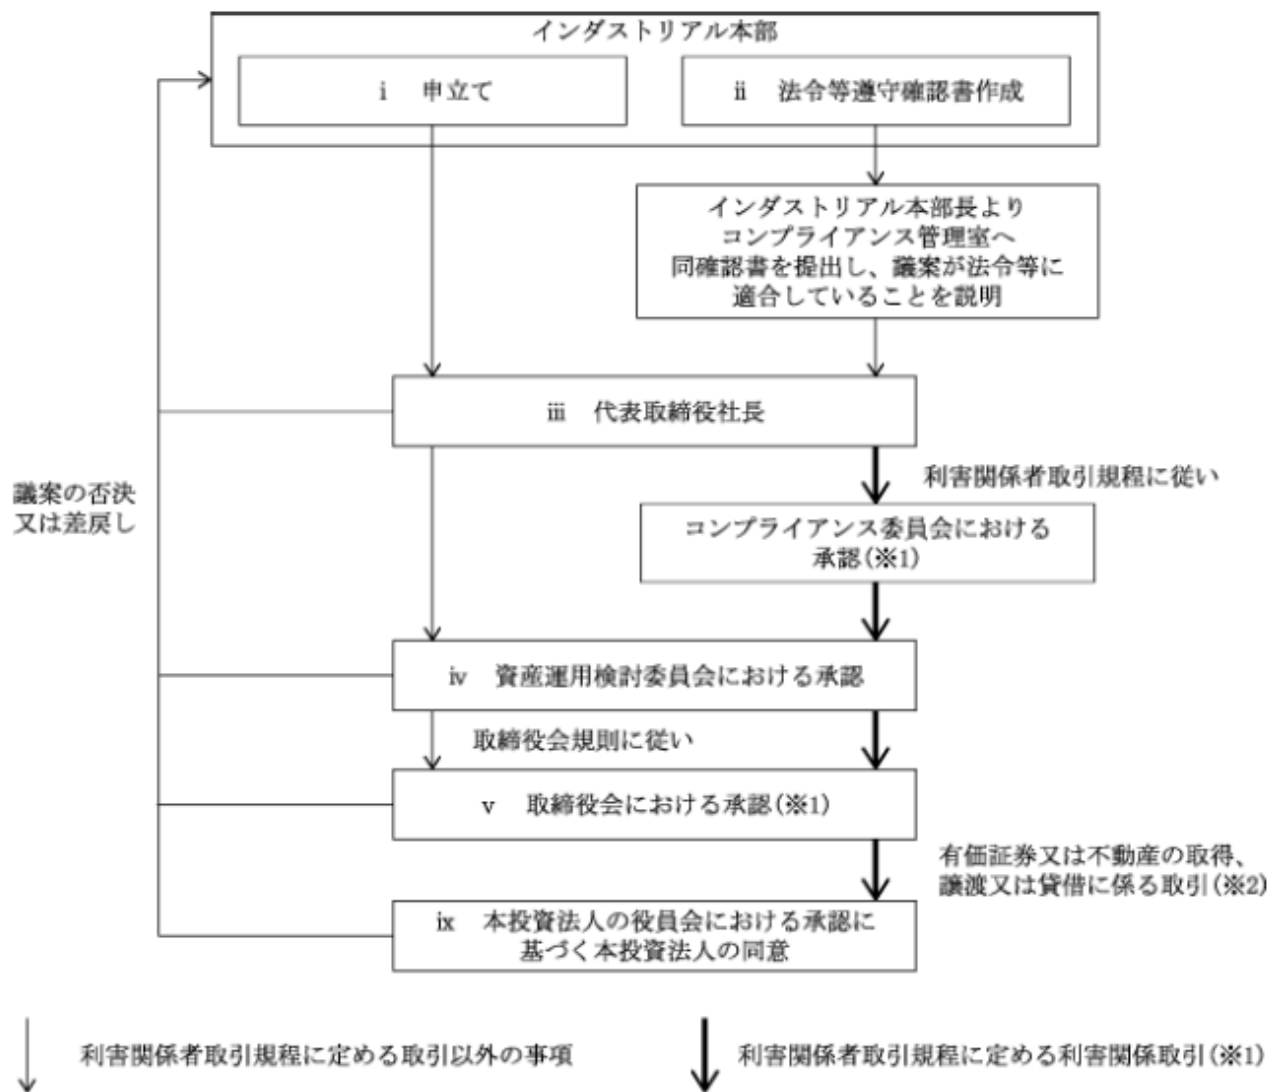 インダストリアル本部
i 申立て
ii 法令等遵守確認書作成
インダストリアル本部長より
コンプライアンス管理室へ
同確認書を提出し、議案が法令等に
適合していることを説明
iii 代表取締役社長
議案の否決
又は差戻し
利害関係者取引規程に従い
コンプライアンス委員会における
承認(※1)
iv 資産運用検討委員会における承認
取締役会規則に従い
v 取締役会における承認(※1)
有価証券又は不動産の取得、
譲渡又は貸借に係る取引(※2)
ix 本投資法人の役員会における承認に
基づく本投資法人の同意
利害関係者取引規程に定める取引以外の事項
利害関係者取引規程に定める利害関係取引(※1)